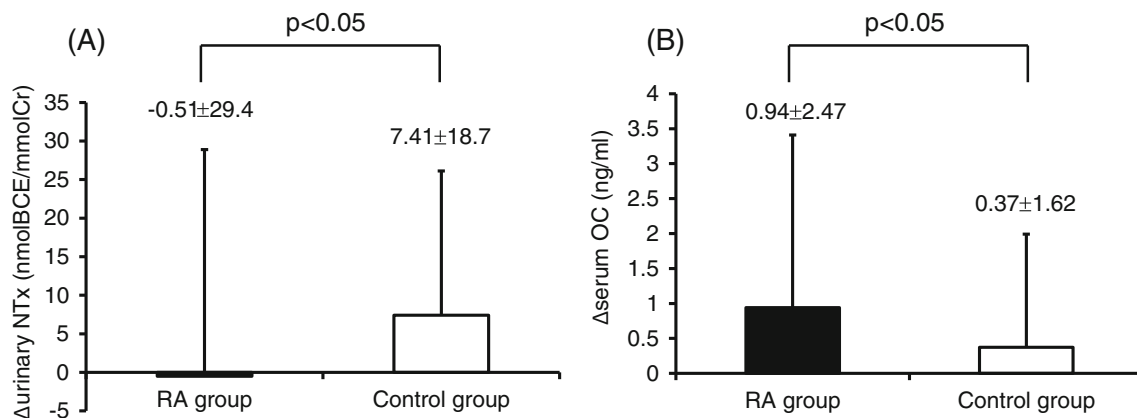 (A)
p<0.05
Δurinary NTx (nmolBCE/mmolCr)
35
30
25
20
15
10
5
0
-5
-0.51±29.4
7.41±18.7
RA group
Control group
(B)
p<0.05
Δserum OC (ng/ml)
4
3.5
3
2.5
2
1.5
1
0.5
0
0.94±2.47
0.37±1.62
RA group
Control group